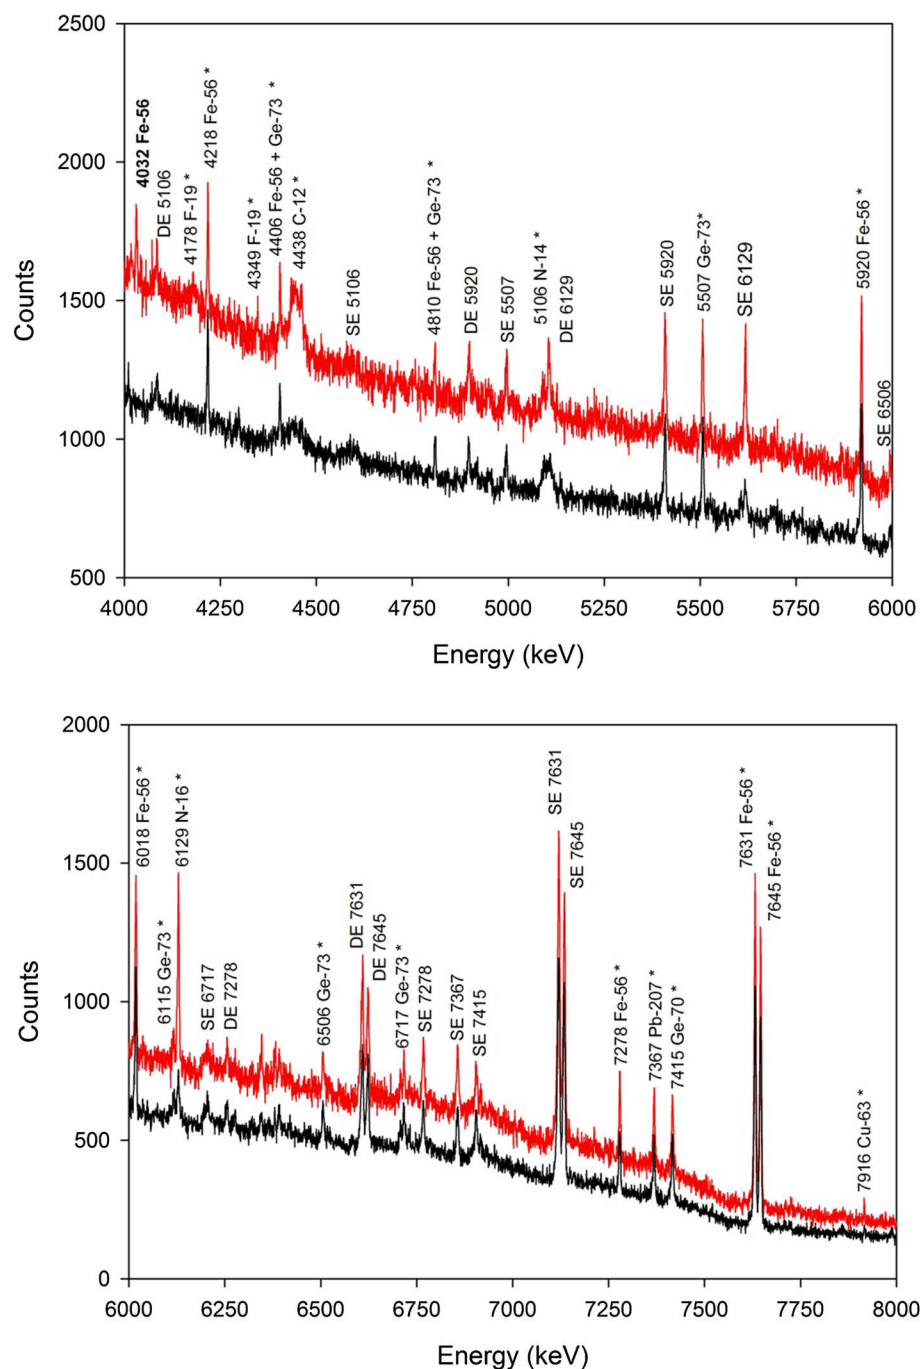 2500
2000
1500
1000
500
Counts
4032 Fe-56
DE 5106
4178 F-19 *
4218 Fe-56 *
4349 F-19 *
4406 Fe-56 + Ge-73 *
4438 C-12 *
SE 5106
4810 Fe-56 + Ge-73 *
DE 5920
SE 5507
5106 N-14 *
DE 6129
SE 5920
5507 Ge-73*
SE 6129
5920 Fe-56 *
SE 6506
4000 4250 4500 4750 5000 5250 5500 5750 6000
Energy (keV)
2000
1500
1000
500
0
Counts
6018 Fe-56 *
6115 Ge-73 *
6129 N-16 *
SE 6717
DE 7278
6506 Ge-73 *
DE 7631
DE 7645
6717 Ge-73 *
SE 7278
SE 7367
SE 7415
SE 7631
SE 7645
7278 Fe-56 *
7367 Pb-207 *
7415 Ge-70 *
7631 Fe-56 *
7645 Fe-56 *
7916 Cu-63 *
6000 6250 6500 6750 7000 7250 7500 7750 8000
Energy (keV)